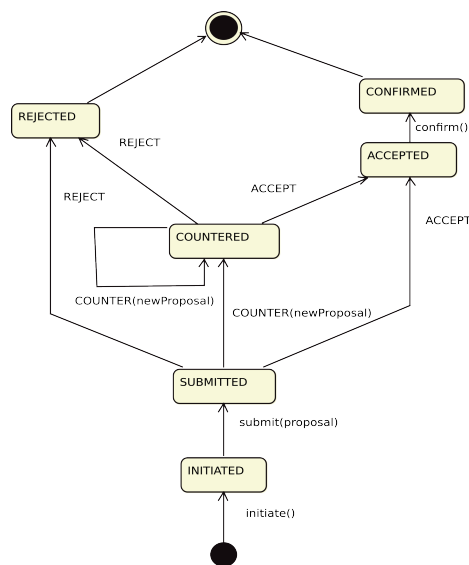 CONFIRMED
REJECTED
confirm()
REJECT
ACCEPTED
ACCEPT
REJECT
ACCEPT
COUNTERED
COUNTER(newProposal)
COUNTER(newProposal)
SUBMITTED
submit(proposal)
INITIATED
initiate()